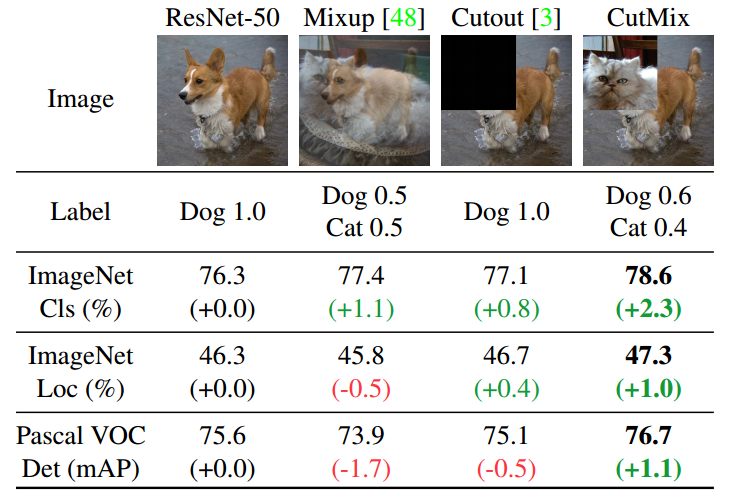 ResNet-50 Mixup [48] Cutout [3] CutMix
Image
Label Dog 1.0 Dog 0.5 Cat 0.5 Dog 1.0 Dog 0.6 Cat 0.4
ImageNet 76.3 77.4 77.1 78.6
Cls (%) (+0.0) (+1.1) (+0.8) (+2.3)
ImageNet 46.3 45.8 46.7 47.3
Loc (%) (+0.0) (-0.5) (+0.4) (+1.0)
Pascal VOC 75.6 73.9 75.1 76.7
Det (mAP) (+0.0) (-1.7) (-0.5) (+1.1)